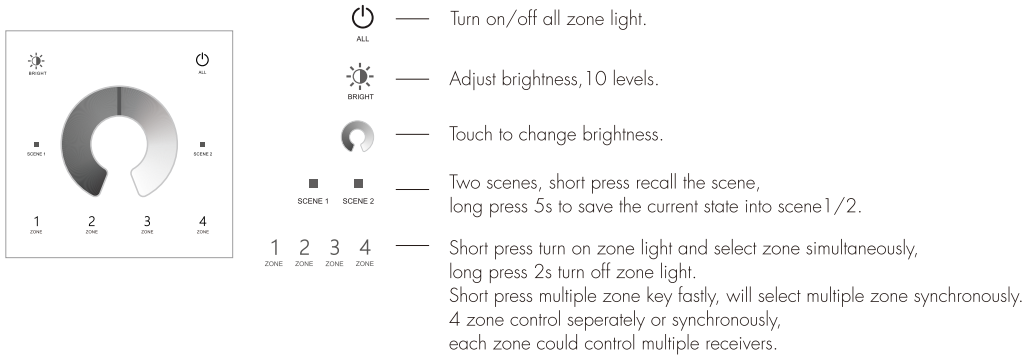 BRIGHT
ALL
SCENE 1
SCENE 2
1 2 3 4
ZONE ZONE ZONE ZONE
ALL
Turn on/off all zone light.
BRIGHT
Adjust brightness,10 levels.
Touch to change brightness.
SCENE 1 SCENE 2
Two scenes, short press recall the scene,
long press 5s to save the current state into scene1/2.
1 2 3 4
ZONE ZONE ZONE ZONE
Short press turn on zone light and select zone simultaneously,
long press 2s turn off zone light.
Short press multiple zone key fastly, will select multiple zone synchronously.
4 zone control seperately or synchronously,
each zone could control multiple receivers.